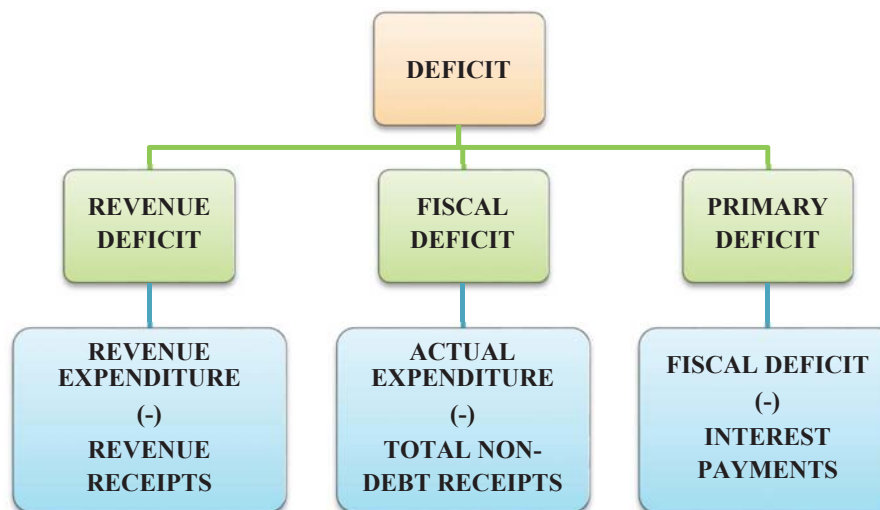 DEFICIT
REVENUE
DEFICIT
FISCAL
DEFICIT
PRIMARY
DEFICIT
REVENUE
EXPENDITURE
(-)
REVENUE
RECEIPTS
ACTUAL
EXPENDITURE
(-)
TOTAL NON-
DEBT RECEIPTS
FISCAL DEFICIT
(-)
INTEREST
PAYMENTS